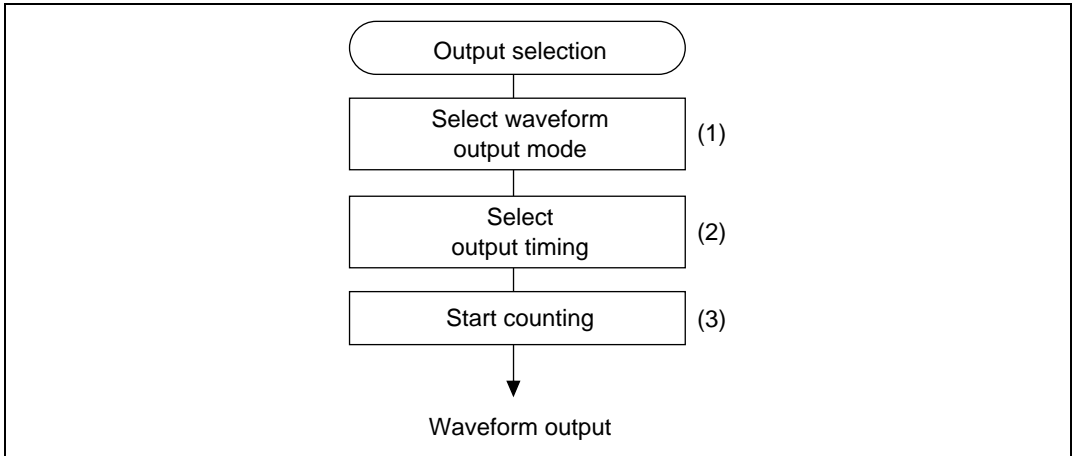 Output selection
Select waveform
output mode
(1)
Select
output timing
(2)
Start counting
(3)
Waveform output